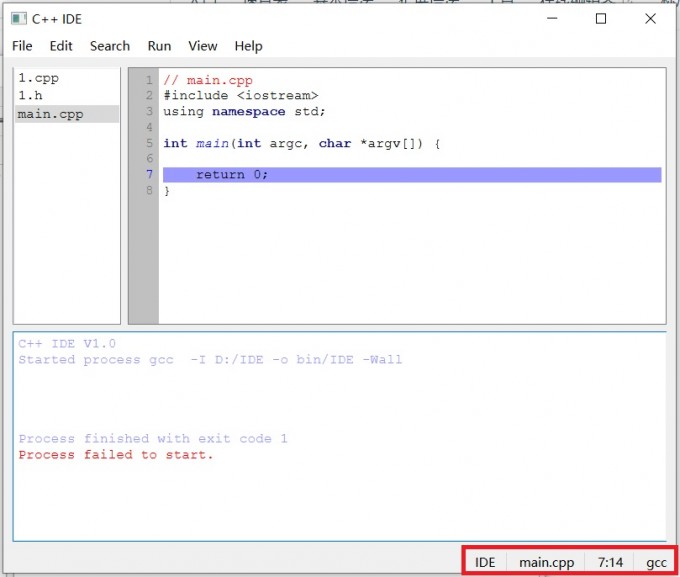 C++ IDE
File Edit Search Run View Help
1.cpp
1.h
main.cpp
1 // main.cpp
2 #include <iostream>
3 using namespace std;
4
5 int main(int argc, char *argv[]) {
6
7     return 0;
8 }
C++ IDE V1.0
Started process gcc  -I D:/IDE -o bin/IDE -Wall
Process finished with exit code 1
Process failed to start.
IDE main.cpp 7:14 gcc